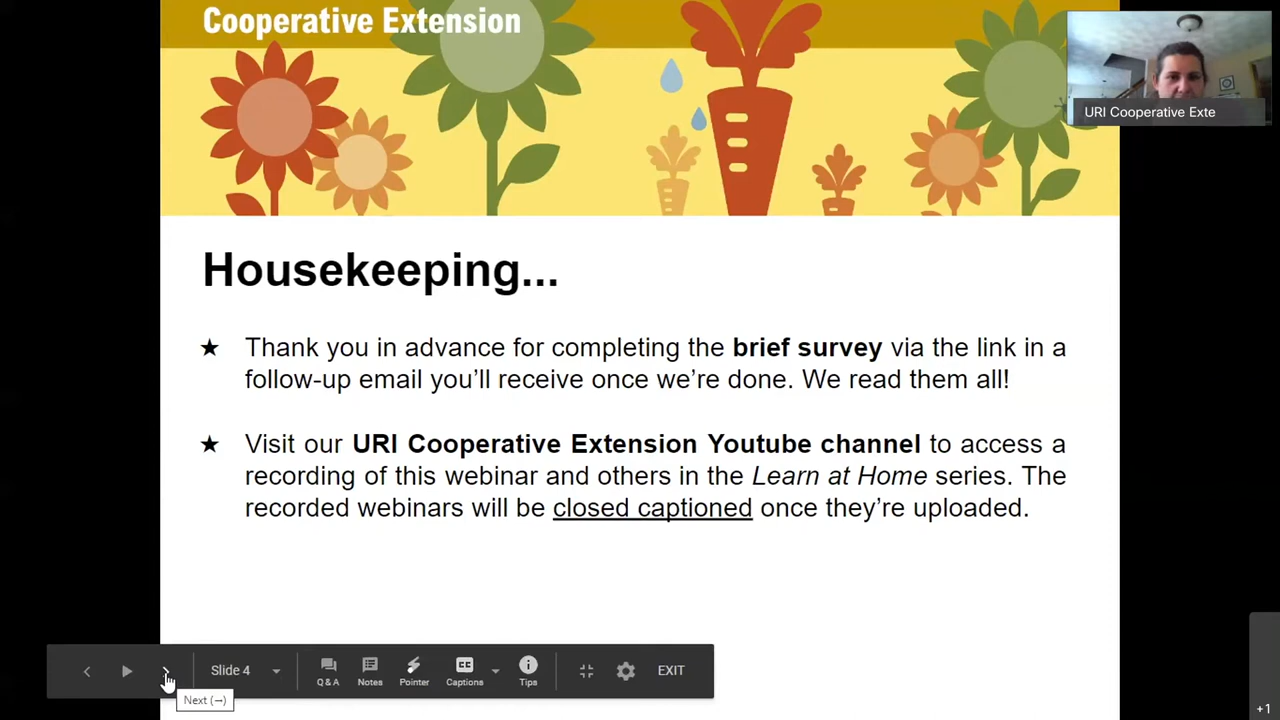 Cooperative Extension
URI Cooperative Exte
Housekeeping...
★ Thank you in advance for completing the brief survey via the link in a
follow-up email you’ll receive once we’re done. We read them all!
★ Visit our URI Cooperative Extension Youtube channel to access a
recording of this webinar and others in the Learn at Home series. The
recorded webinars will be closed captioned once they’re uploaded.
Slide 4
Q & A Notes Pointer Captions Tips
EXIT
Next (→)
+1